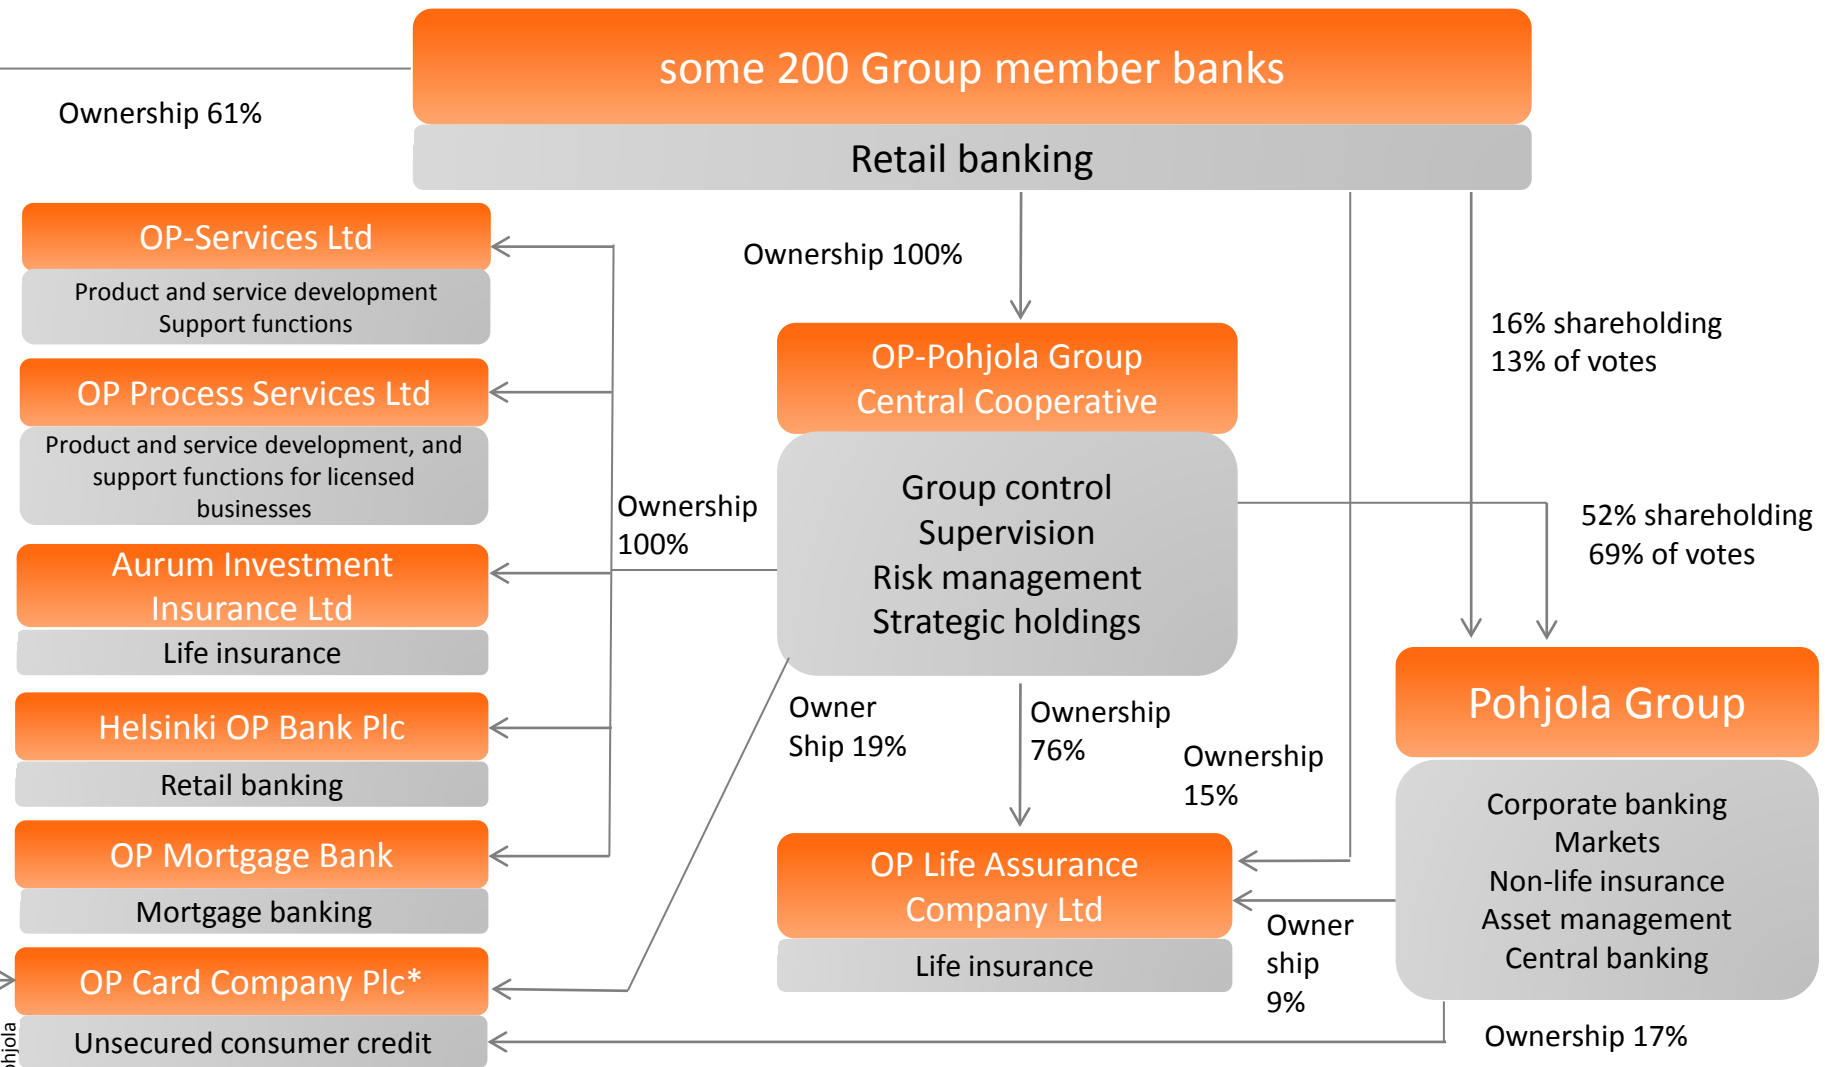 some 200 Group member banks
Retail banking
Ownership 61%
OP-Services Ltd
Product and service development
Support functions
OP Process Services Ltd
Product and service development, and
support functions for licensed
businesses
Aurum Investment
Insurance Ltd
Life insurance
Helsinki OP Bank Plc
Retail banking
OP Mortgage Bank
Mortgage banking
OP Card Company Plc*
Unsecured consumer credit
Ownership
100%
Ownership 100%
OP-Pohjola Group
Central Cooperative
Group control
Supervision
Risk management
Strategic holdings
Owner
Ship 19%
Ownership
76%
Ownership
15%
OP Life Assurance
Company Ltd
Life insurance
Owner
ship
9%
16% shareholding
13% of votes
52% shareholding
69% of votes
Pohjola Group
Corporate banking
Markets
Non-life insurance
Asset management
Central banking
Ownership 17%